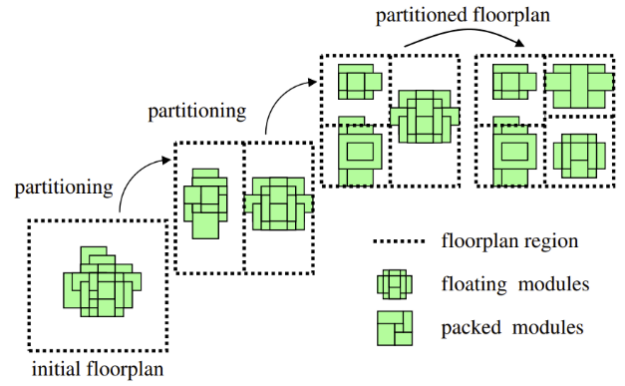 partitioned floorplan
partitioning
partitioning
floorplan region
floating modules
packed modules
initial floorplan